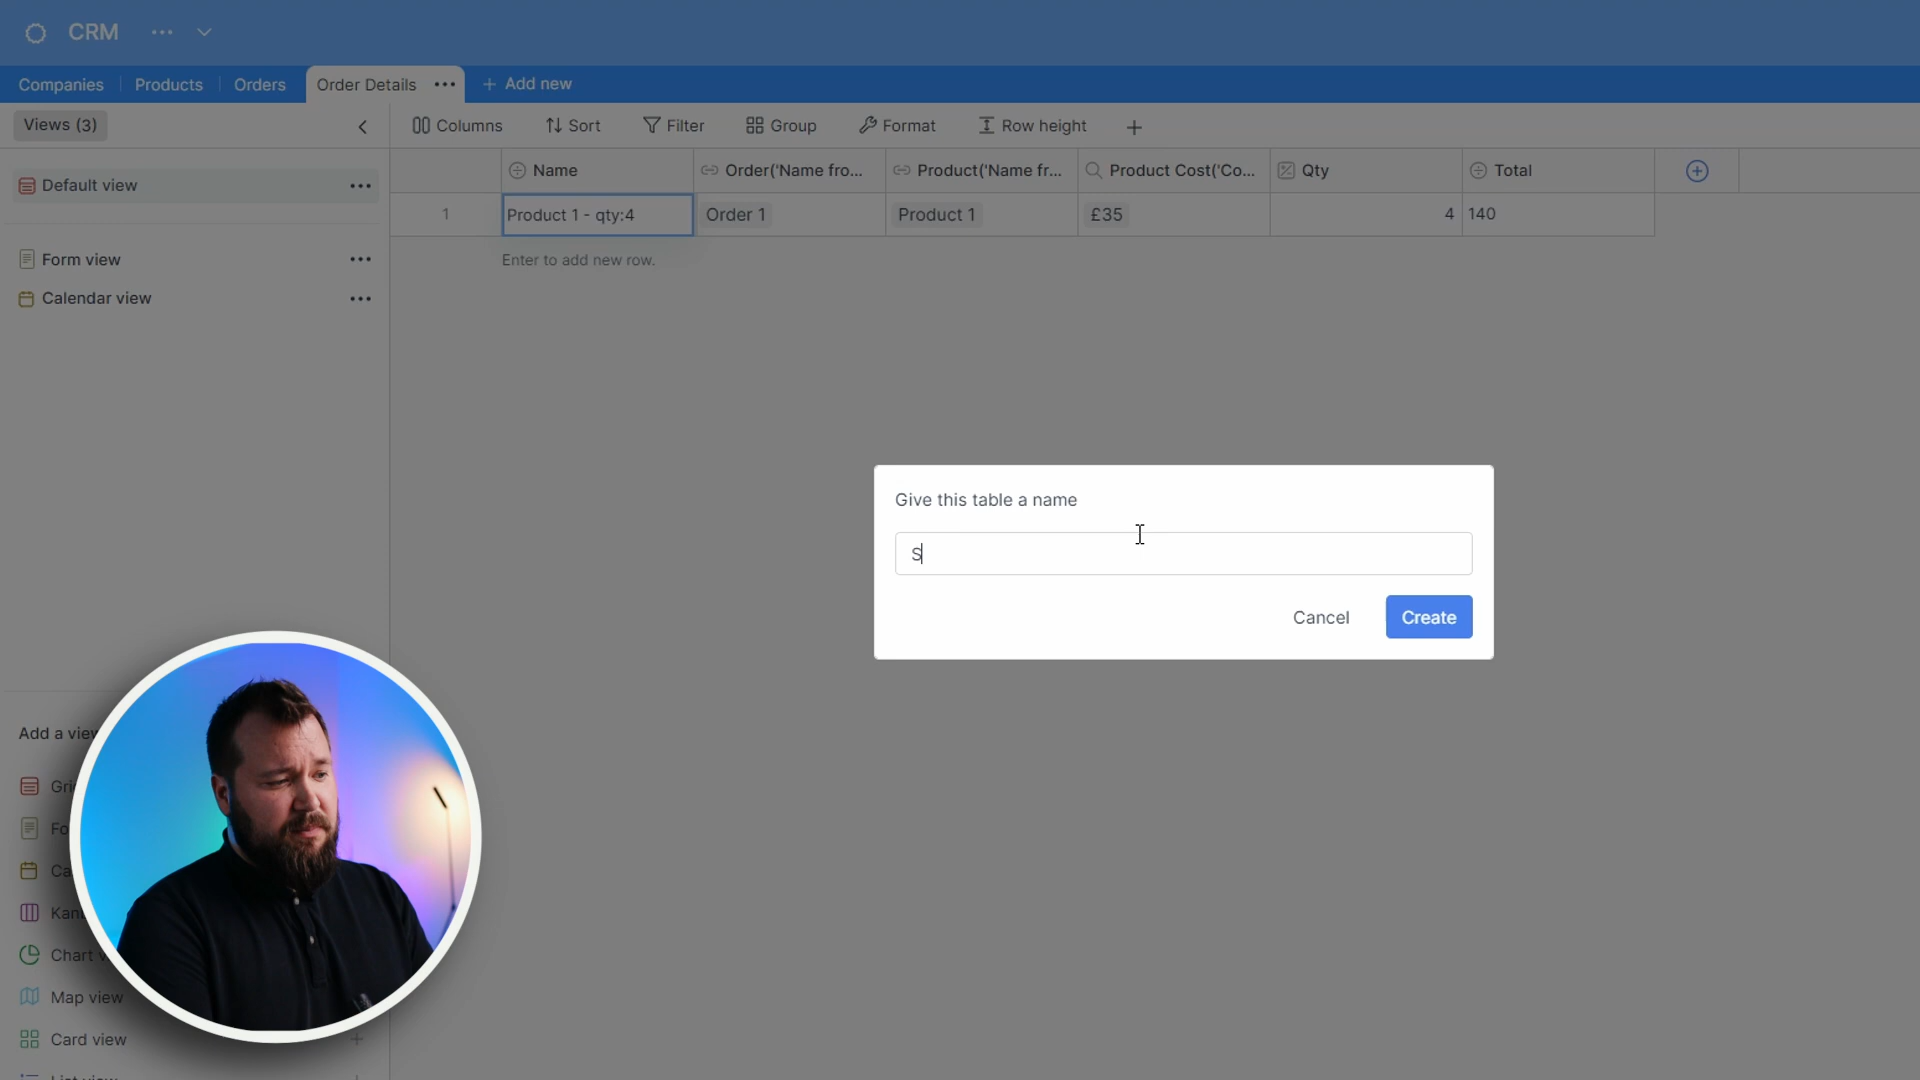 CRM
Companies
Products
Orders
Order Details
Add new
Views (3)
Columns
Sort
Filter
Group
Format
Row height
Name
Order('Name fro...
Product('Name fr...
Product Cost('Co...
Qty
Total
Default view
1
Product 1 - qty:4
Order 1
Product 1
£35
4
140
Enter to add new row.
Form view
Calendar view
Give this table a name
S
Cancel
Create
Map view
Card view